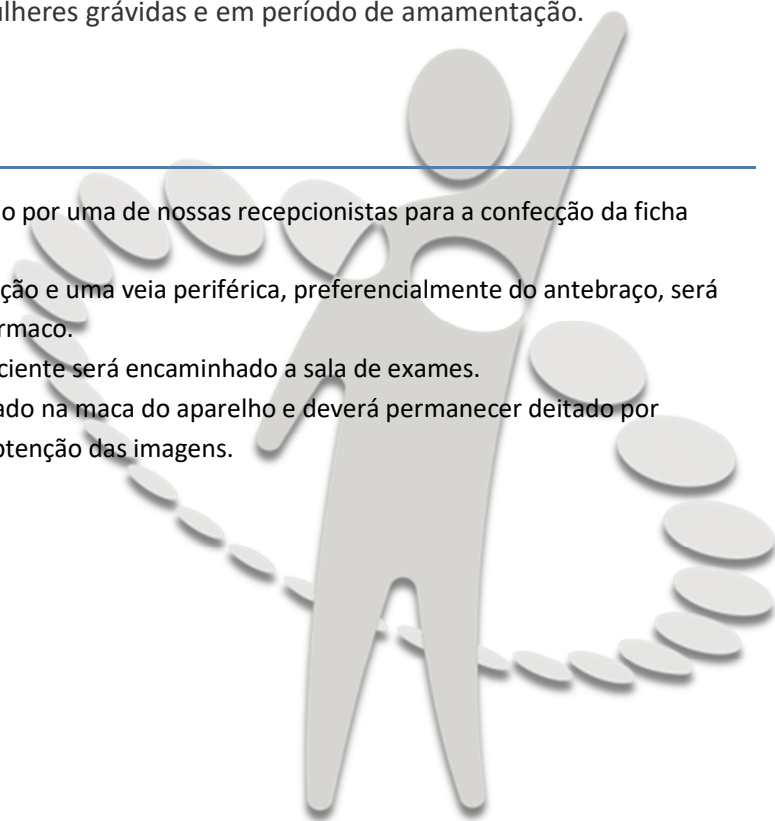 ulheres grávidas e em período de amamentação.
o por uma de nossas recepcionistas para a confecção da ficha
ção e uma veia periférica, preferencialmente do antebraço, será
rmaco.
ciente será encaminhado a sala de exames.
ado na maca do aparelho e deverá permanecer deitado por
btenção das imagens.